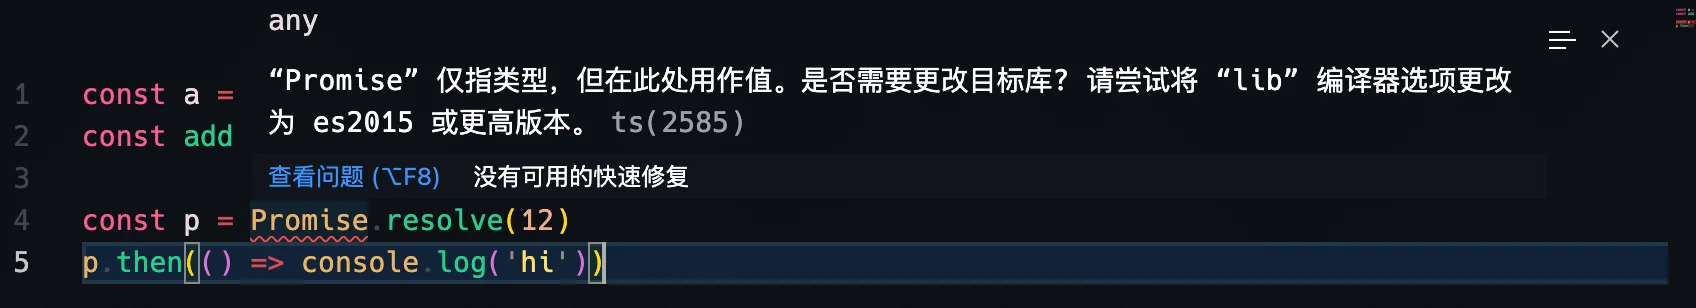 any
“Promise” 仅指类型，但在此处用作值。是否需要更改目标库？请尝试将 “lib” 编译器选项更改
为 es2015 或更高版本。 ts(2585)
查看问题 (⌥F8) 没有可用的快速修复
1 const a =
2 const add
3
4 const p = Promise.resolve(12)
5 p.then(() => console.log('hi'))